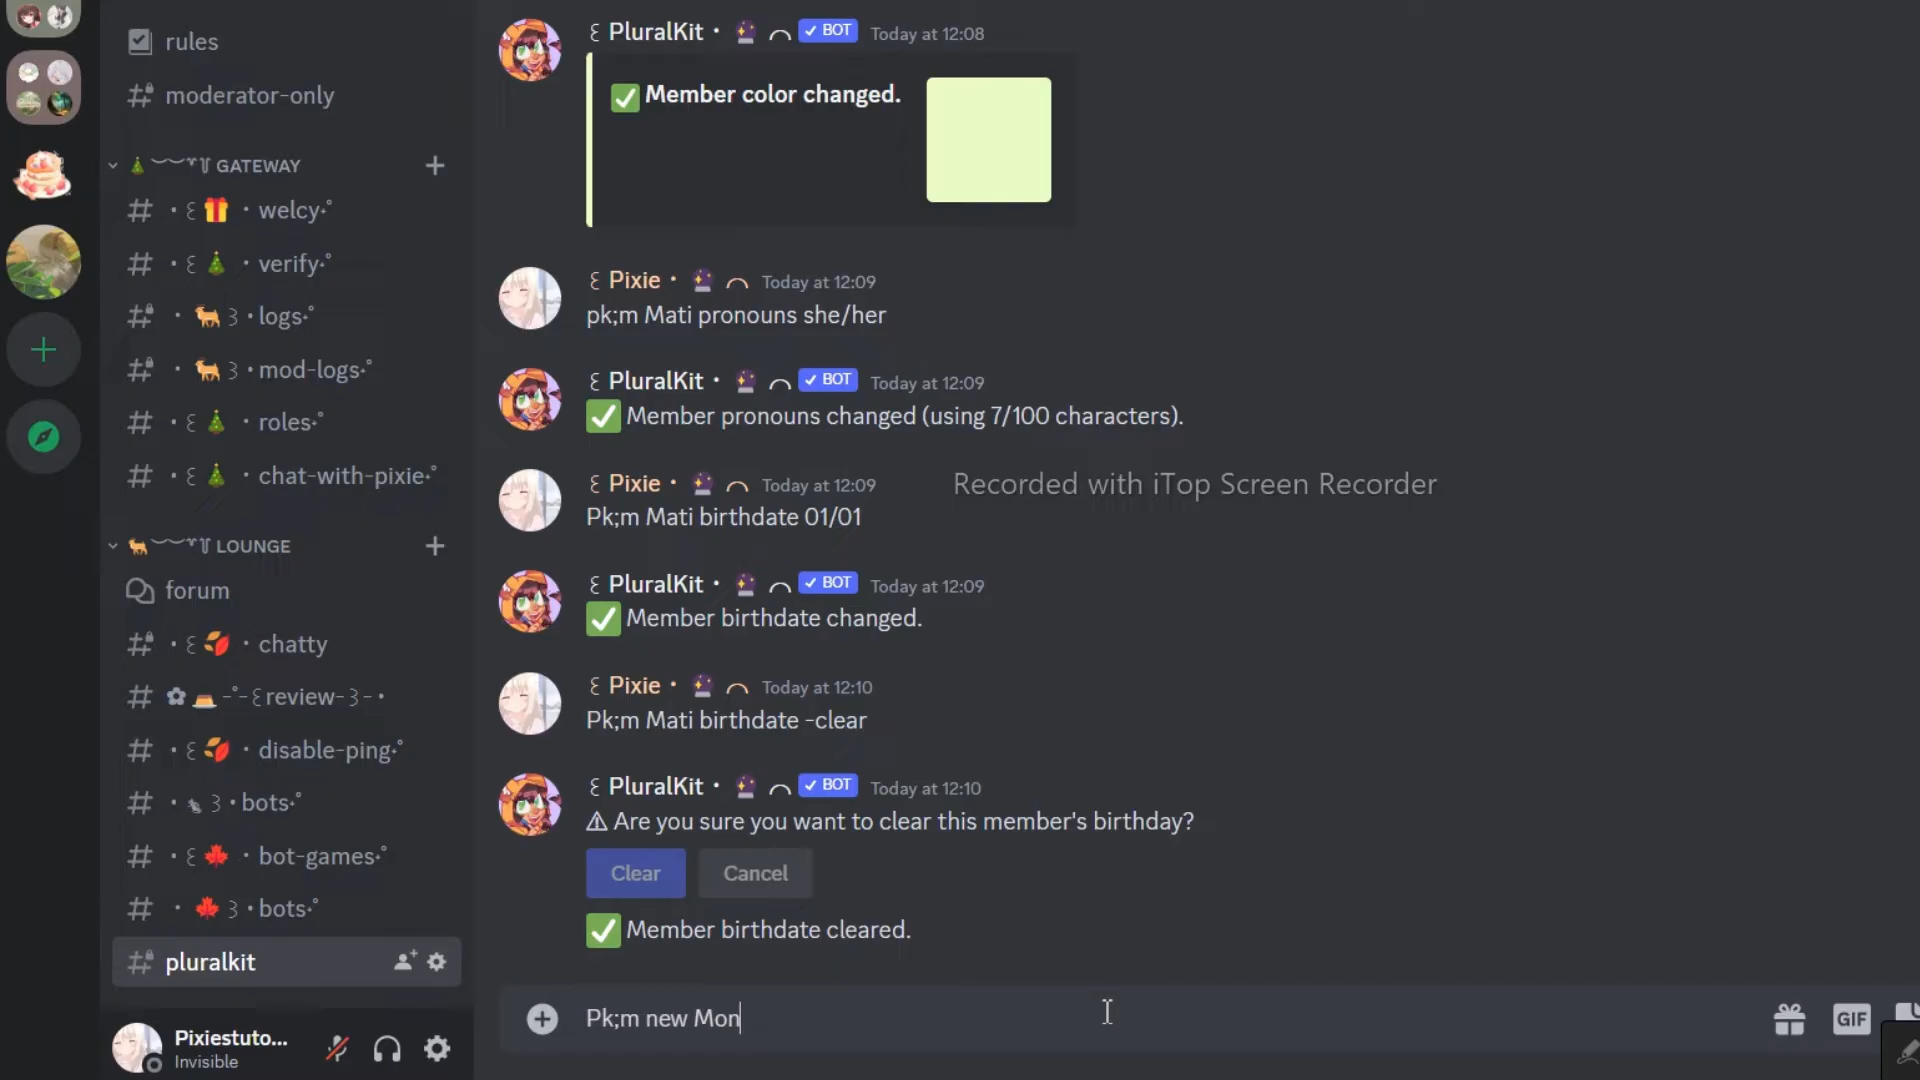 rules
moderator-only
🎄︶︶꒷꒦ GATEWAY
・꒰🎁・welcy˖˚
・꒰🎄・verify˖˚
・🐕꒱・logs˖˚
・🐕꒱・mod-logs˖˚
・꒰🎄・roles˖˚
・꒰🎄・chat-with-pixie˖˚
🐕︶︶꒷꒦ LOUNGE
forum
・꒰🍂・chatty
✿🍮-˚-꒰review-꒱-・
・꒰🍂・disable-ping˖˚
・🐀꒱・bots˖˚
・꒰🍁・bot-games˖˚
・🍁꒱・bots˖˚
pluralkit
Pixiestuto...
Invisible
꒰ PluralKit・🔮 ︵ ✓ BOT Today at 12:08
✅ Member color changed.
꒰ Pixie・🔮 ︵ Today at 12:09
pk;m Mati pronouns she/her
꒰ PluralKit・🔮 ︵ ✓ BOT Today at 12:09
✅ Member pronouns changed (using 7/100 characters).
꒰ Pixie・🔮 ︵ Today at 12:09
Recorded with iTop Screen Recorder
Pk;m Mati birthdate 01/01
꒰ PluralKit・🔮 ︵ ✓ BOT Today at 12:09
✅ Member birthdate changed.
꒰ Pixie・🔮 ︵ Today at 12:10
Pk;m Mati birthdate -clear
꒰ PluralKit・🔮 ︵ ✓ BOT Today at 12:10
⚠ Are you sure you want to clear this member's birthday?
Clear Cancel
✅ Member birthdate cleared.
Pk;m new Mon
GIF